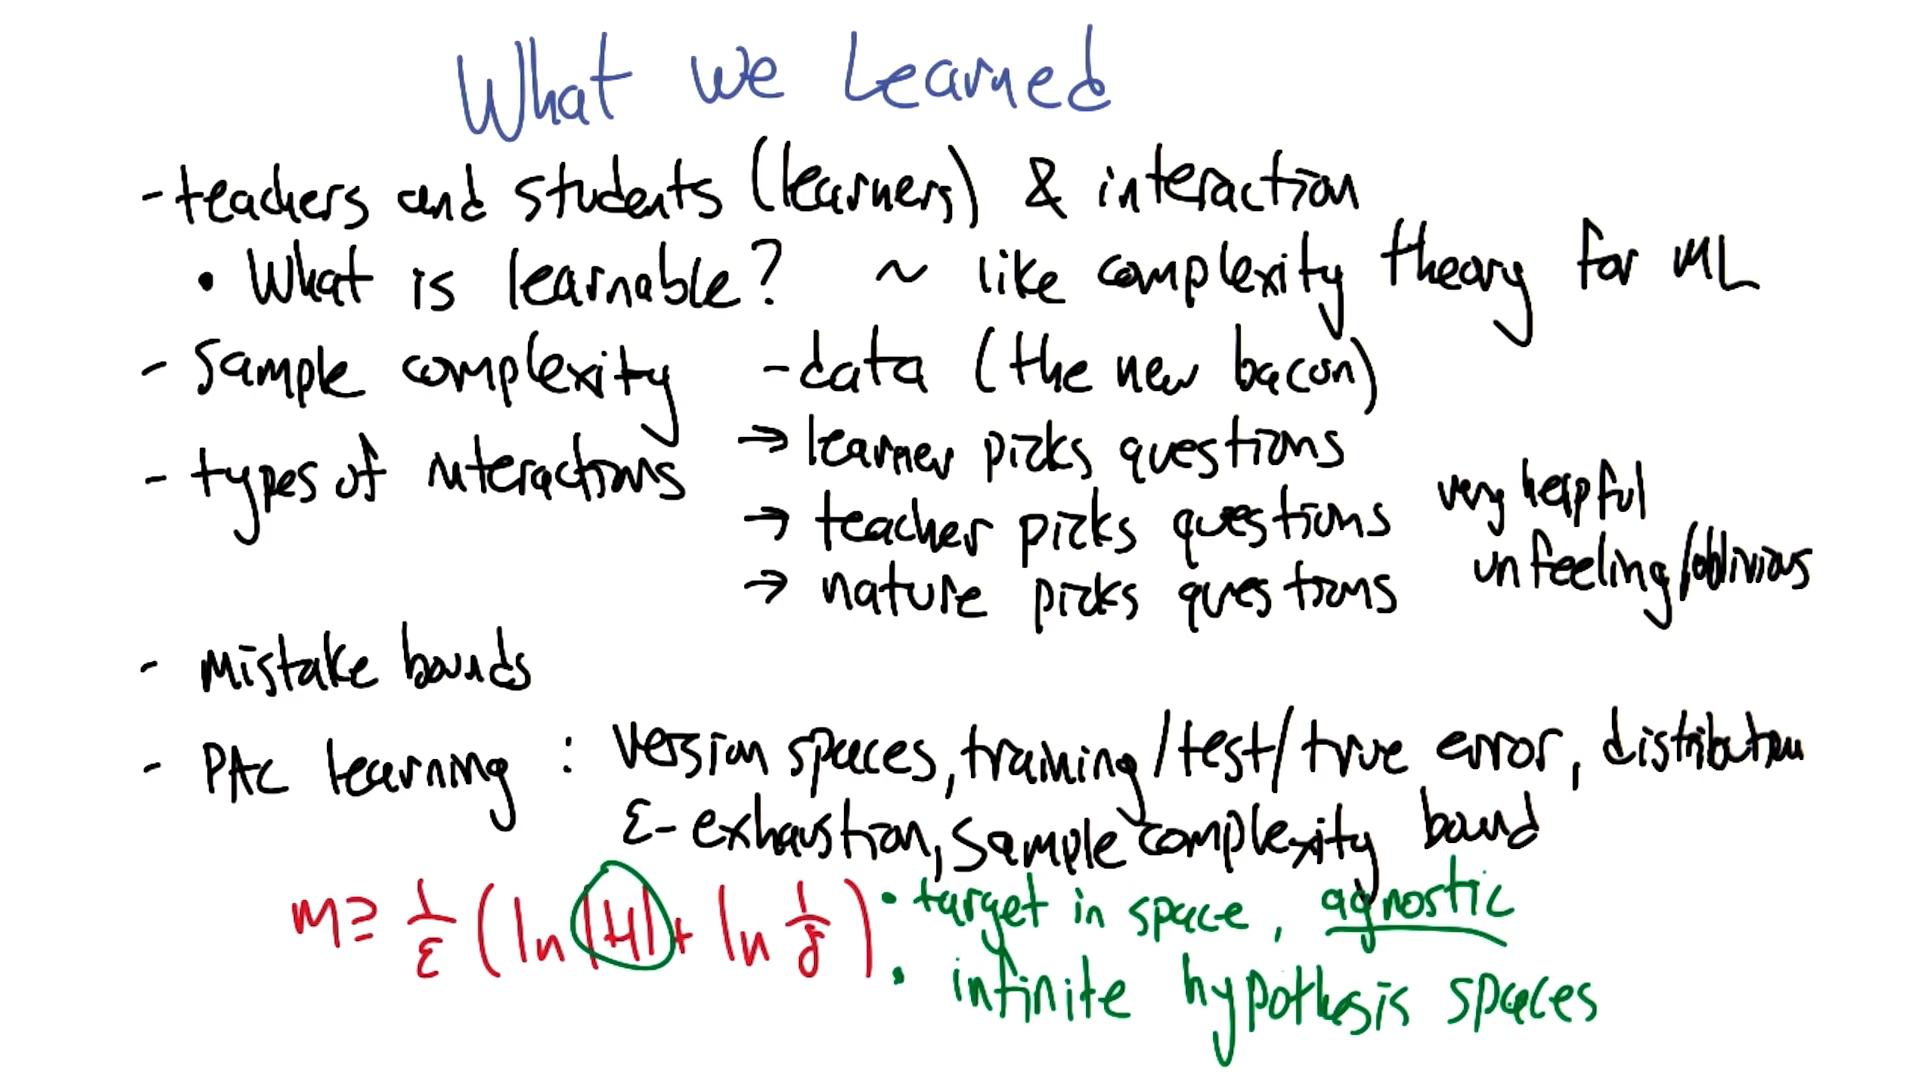 What we Learned
- teachers and students (learners) & interaction
• What is learnable? ~ like complexity theory for ML
- Sample complexity - data (the new bacon)
- types of interactions → learner picks questions
→ teacher picks questions very helpful
→ nature picks questions unfeeling/oblivious
- Mistake bounds
- PAC learning : version spaces, training/test/true error, distribution
ε-exhaustion, sample complexity bound
m ≥ 1/ε (ln |H| + ln 1/δ) • target in space, agnostic
• infinite hypothesis spaces